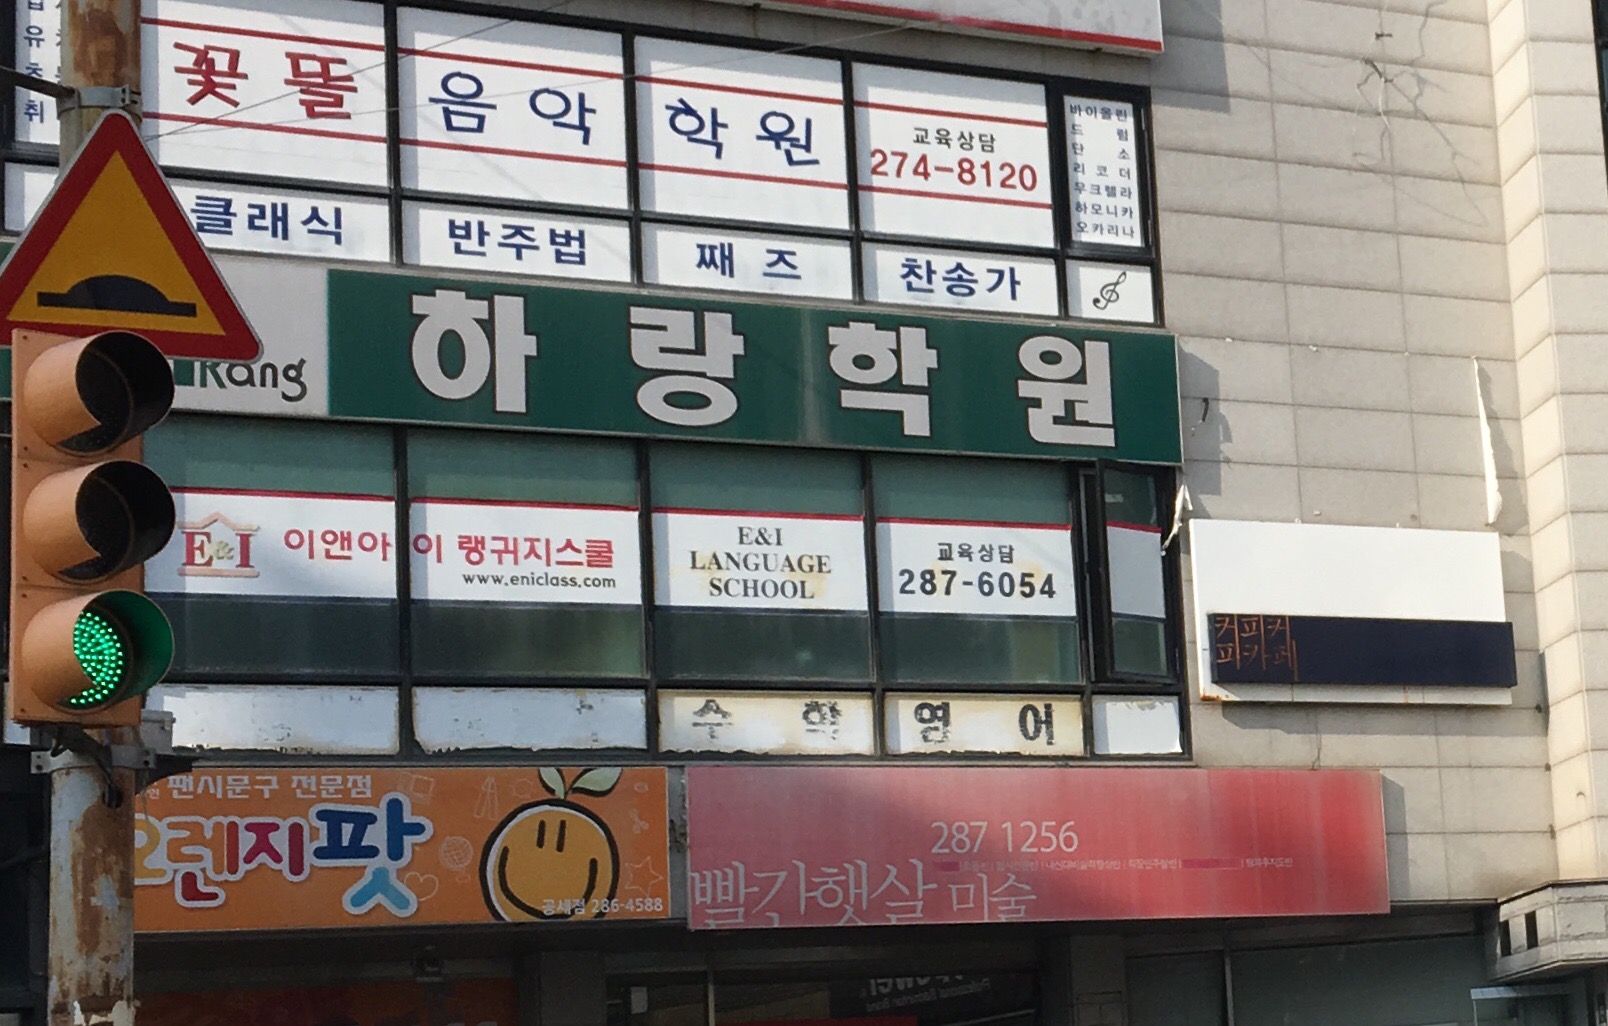 유
취
꽃뜰 음악 학원
교육상담
274-8120
바이올린
드럼
단소
리코더
우크렐라
하모니카
오카리나
클래식 반주법 째즈 찬송가
Rang
하랑학원
E&I 이앤아이 랭귀지스쿨
www.eniclass.com
E&I
LANGUAGE
SCHOOL
교육상담
287-6054
수학 영어
커피커
피카페
팬시문구 전문점
오렌지팟
공세점 286-4588
287 1256
빨간햇살 미술